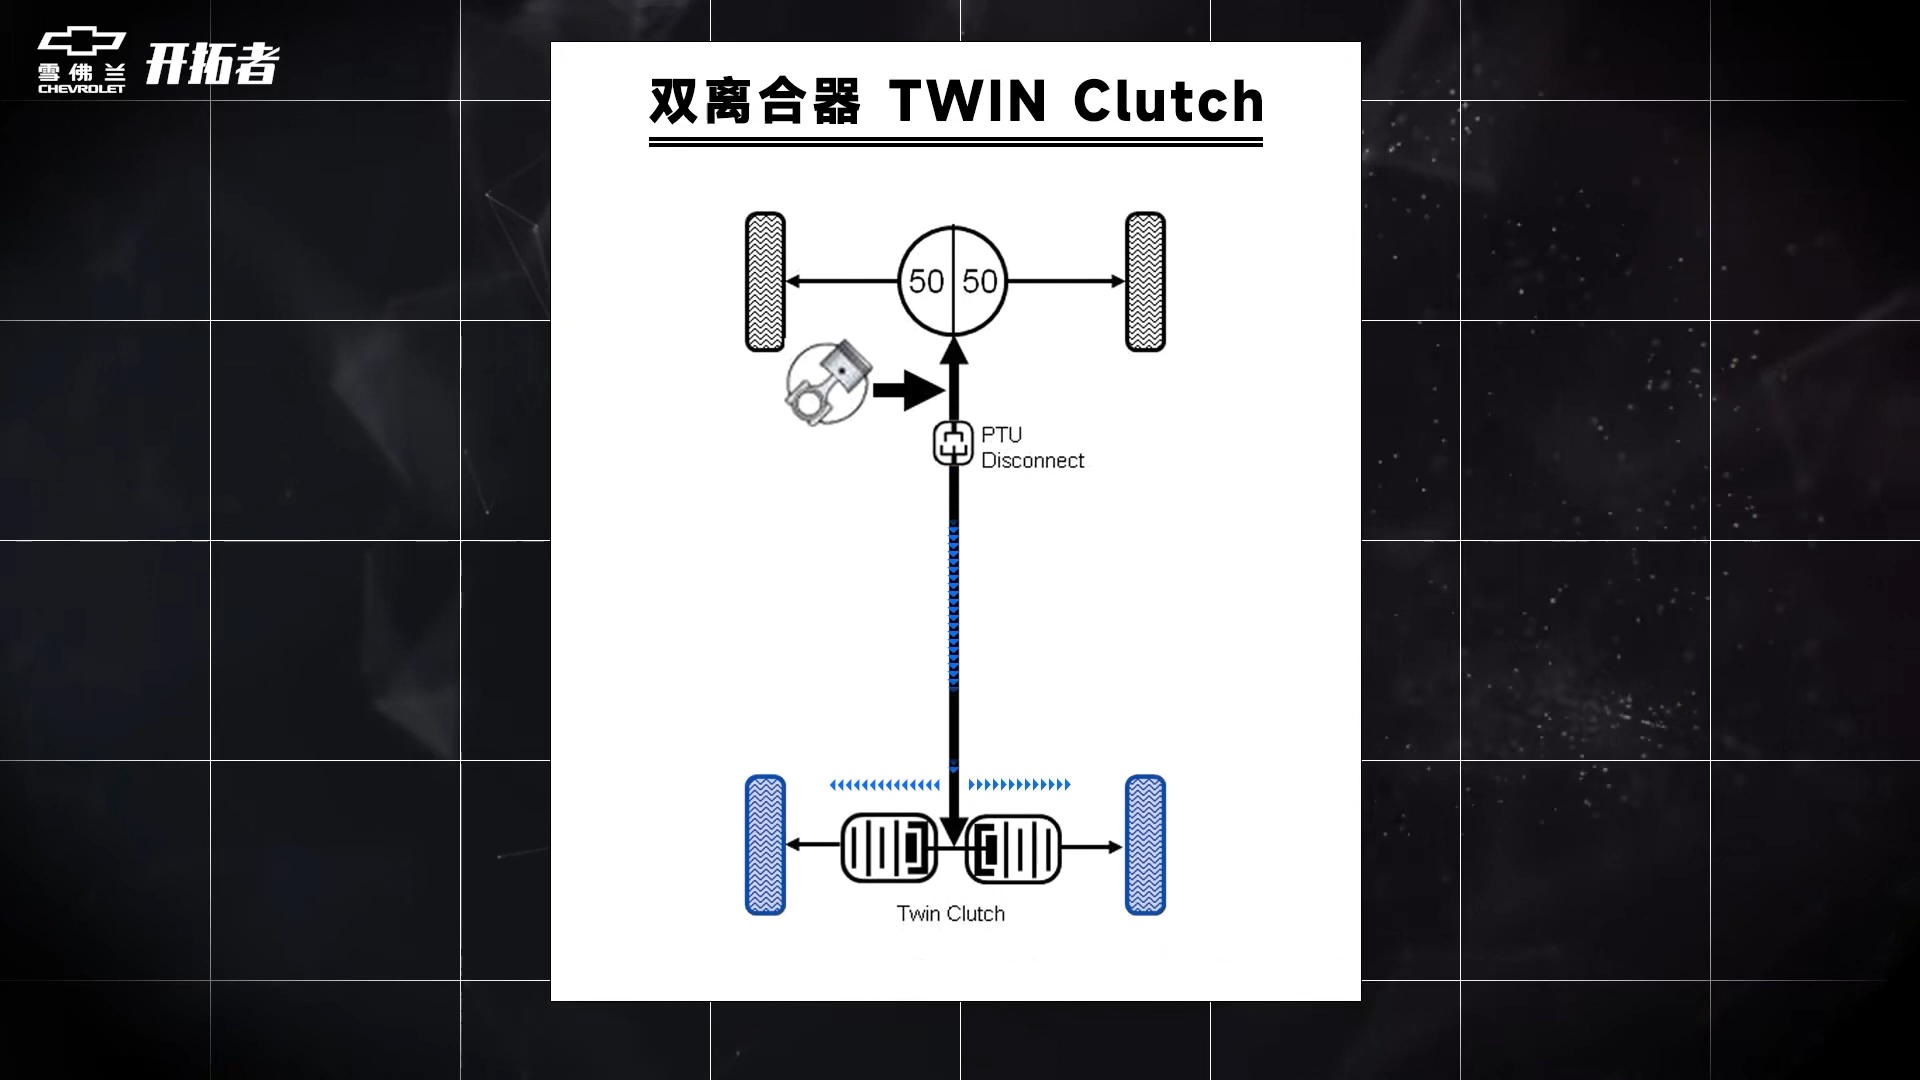 雪佛兰
CHEVROLET
开拓者
双离合器 TWIN Clutch
50 50
PTU
Disconnect
Twin Clutch